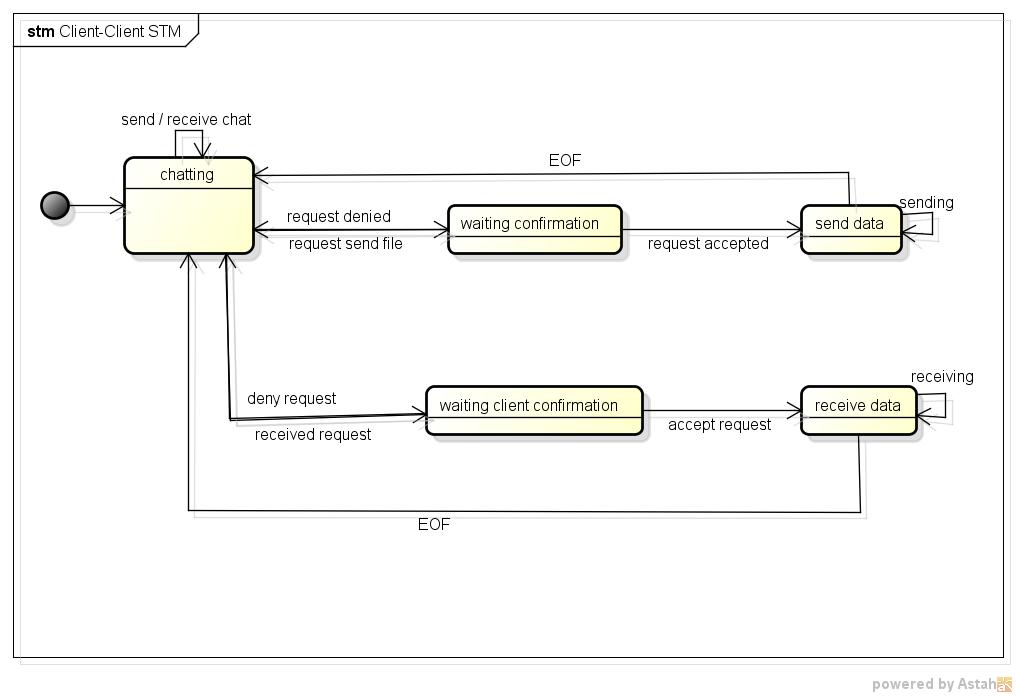 stm Client-Client STM
send / receive chat
chatting
EOF
request denied
request send file
waiting confirmation
request accepted
send data
sending
deny request
received request
waiting client confirmation
accept request
receive data
receiving
EOF
powered by Astah